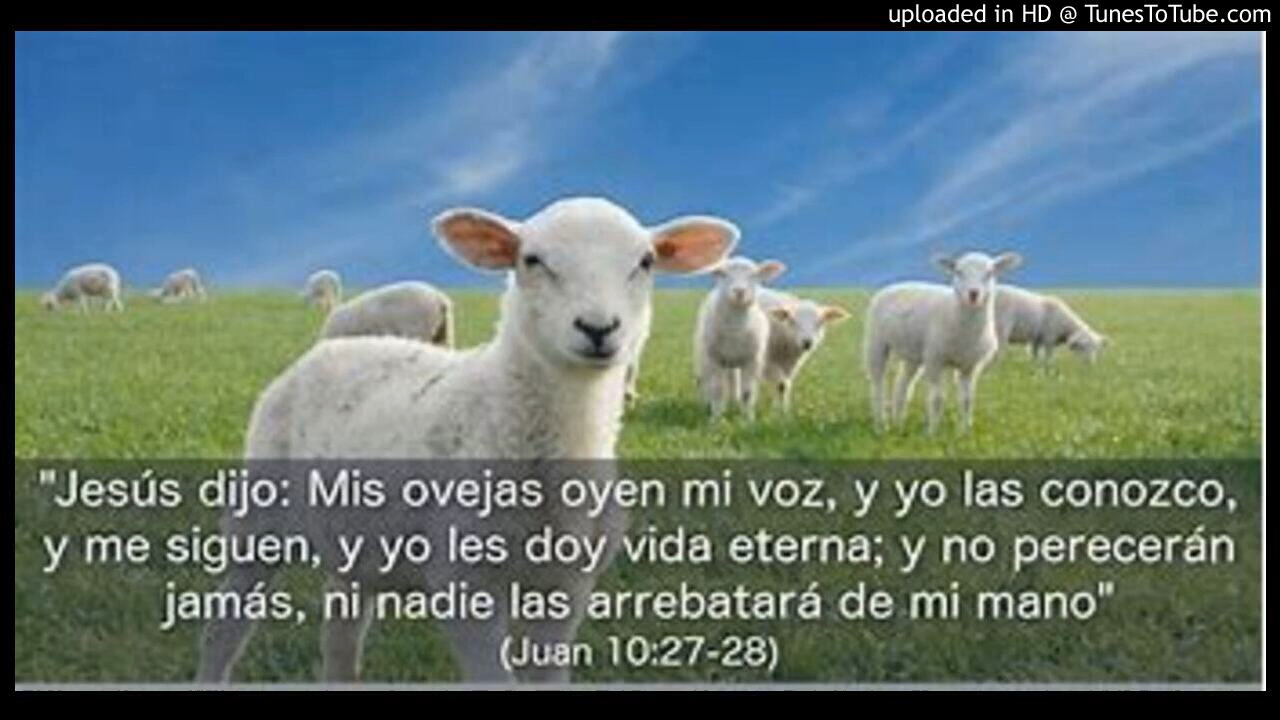 uploaded in HD @ TunesToTube.com
"Jesús dijo: Mis ovejas oyen mi voz, y yo las conozco,
y me siguen, y yo les doy vida eterna; y no perecerán
jamás, ni nadie las arrebatará de mi mano"
(Juan 10:27-28)